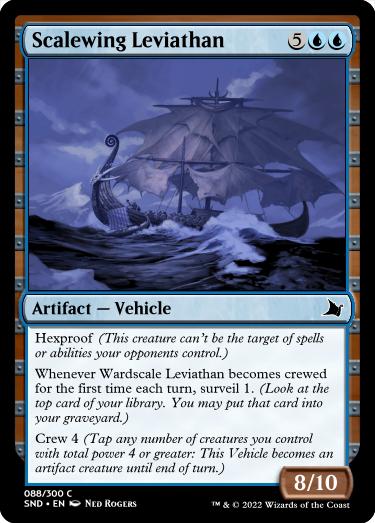 Scalewing Leviathan 5
Artifact — Vehicle
Hexproof (This creature can't be the target of spells
or abilities your opponents control.)
Whenever Wardscale Leviathan becomes crewed
for the first time each turn, surveil 1. (Look at the
top card of your library. You may put that card into
your graveyard.)
Crew 4 (Tap any number of creatures you control
with total power 4 or greater: This Vehicle becomes an
artifact creature until end of turn.)
8/10
088/300 C
SND • EN Ned Rogers
™ & © 2022 Wizards of the Coast